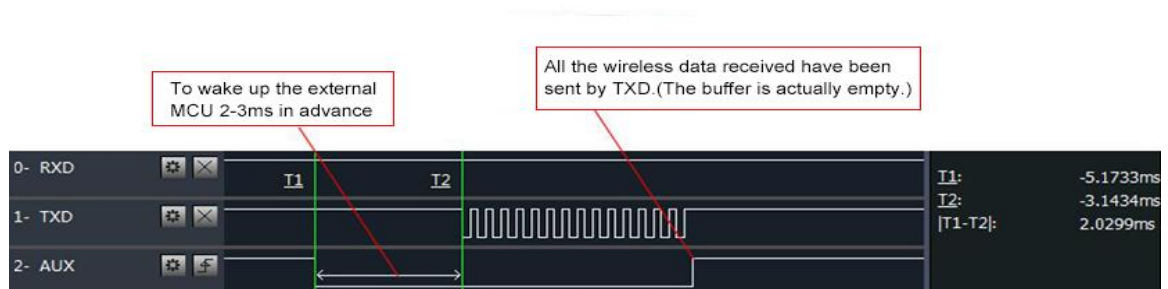 To wake up the external
MCU 2-3ms in advance
All the wireless data received have been
sent by TXD.(The buffer is actually empty.)
0- RXD
T1
T2
1- TXD
2- AUX
T1: -5.1733ms
T2: -3.1434ms
|T1-T2|: 2.0299ms